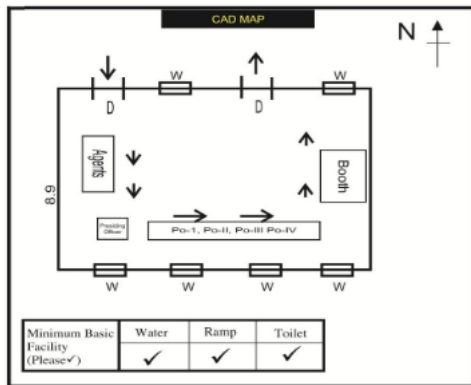 CAD MAP
N
W
W
D
D
Agents
Booth
8.9
Presiding
Officer
Po-1, Po-II, Po-III Po-IV
W
W
W
W
Minimum Basic
Facility
(Please✓)
Water
Ramp
Toilet
✓
✓
✓